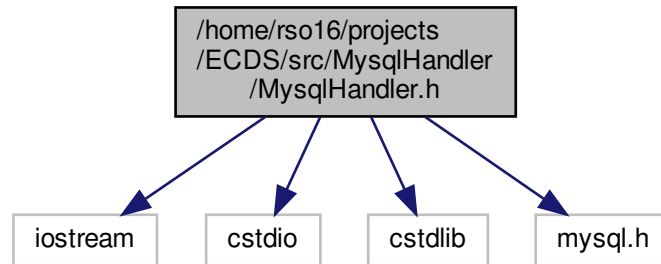 /home/rso16/projects
/ECDS/src/MysqlHandler
/MysqlHandler.h
iostream
cstdio
cstdlib
mysql.h